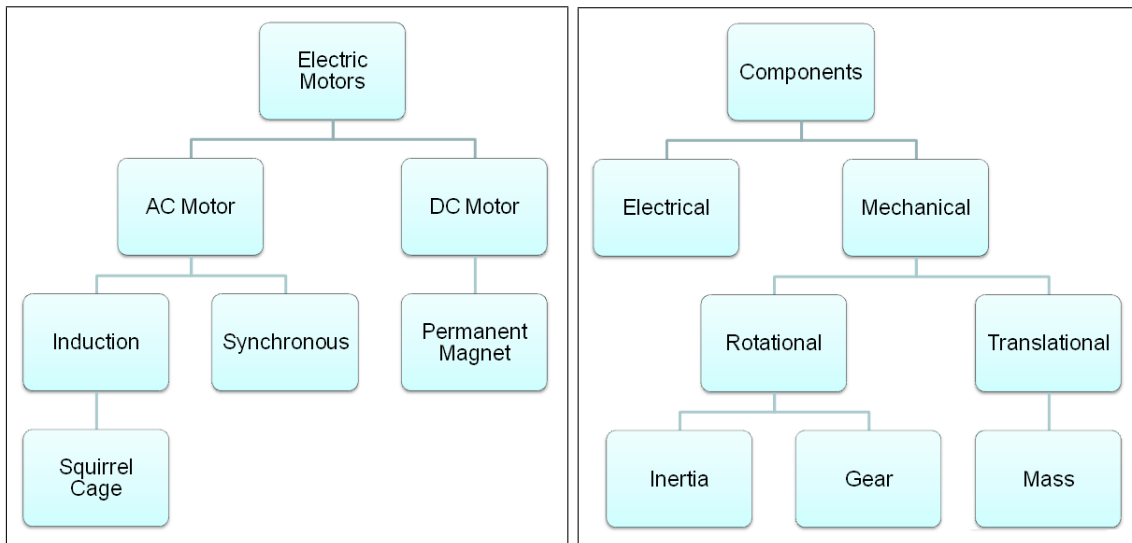 Electric
Motors
AC Motor
DC Motor
Induction
Synchronous
Permanent
Magnet
Squirrel
Cage
Components
Electrical
Mechanical
Rotational
Translational
Inertia
Gear
Mass